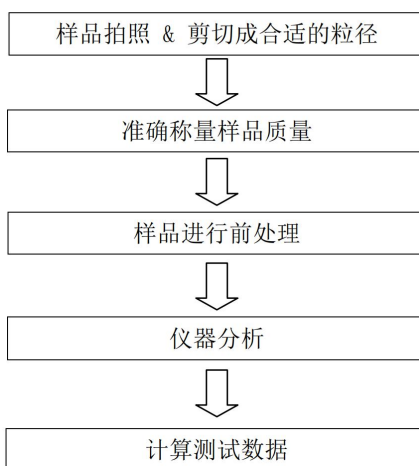 样品拍照 & 剪切成合适的粒径
准确称量样品质量
样品进行前处理
仪器分析
计算测试数据